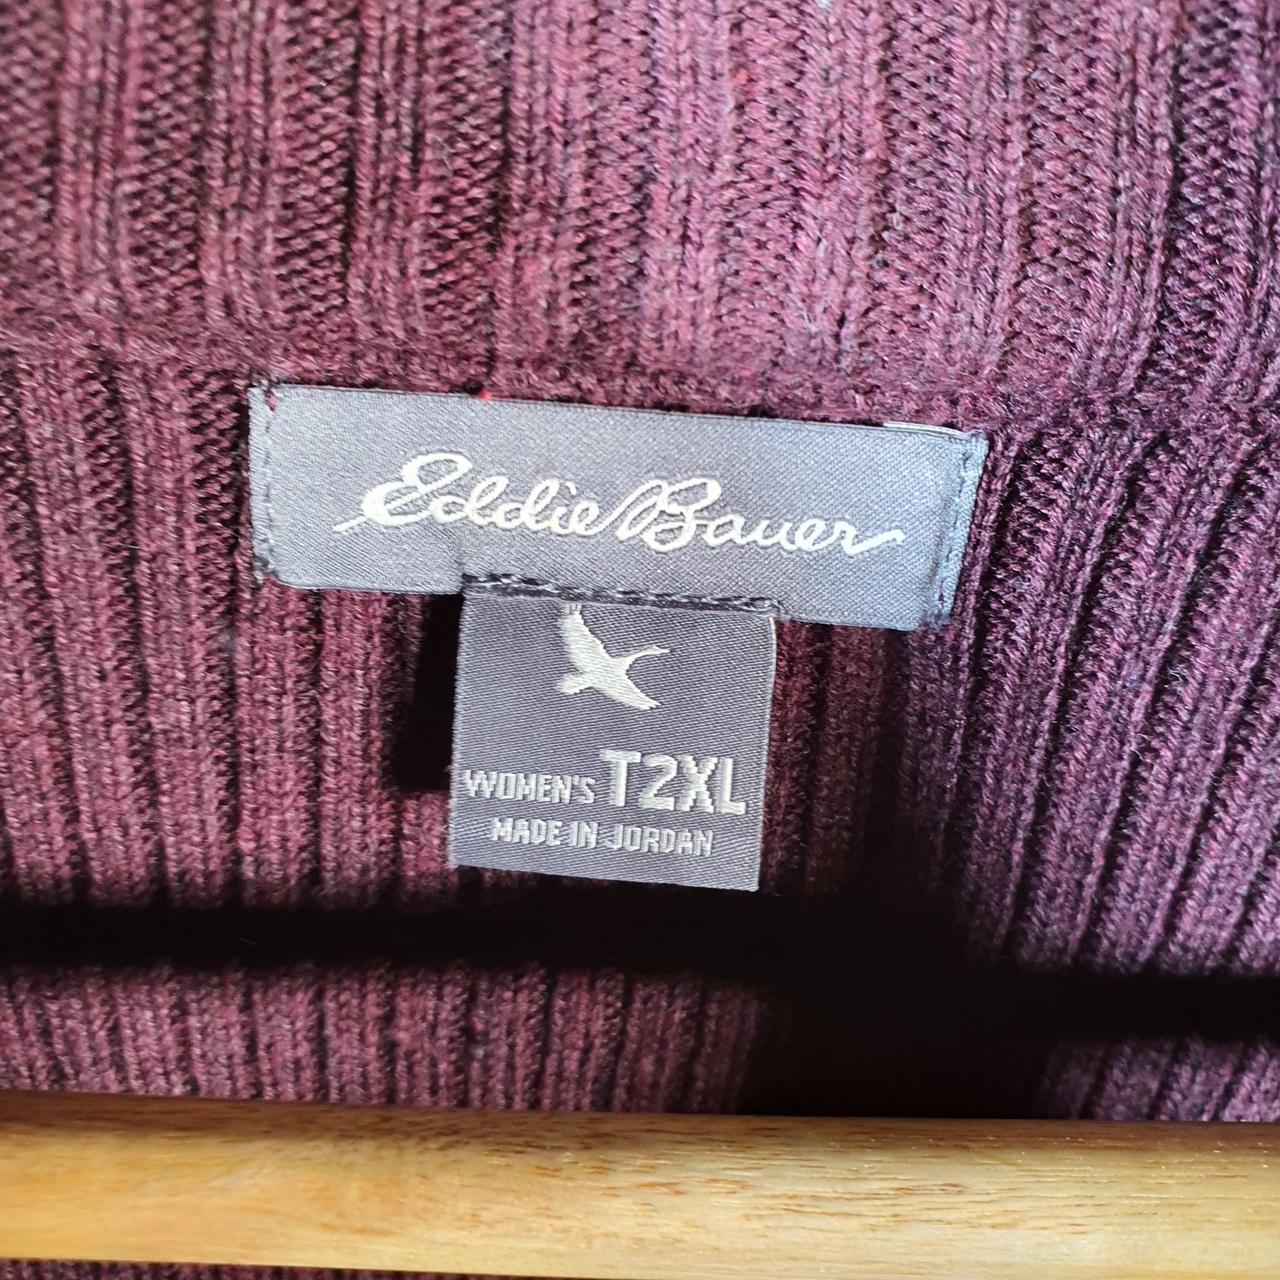 Eddie Bauer
WOMEN'S T2XL
MADE IN JORDAN